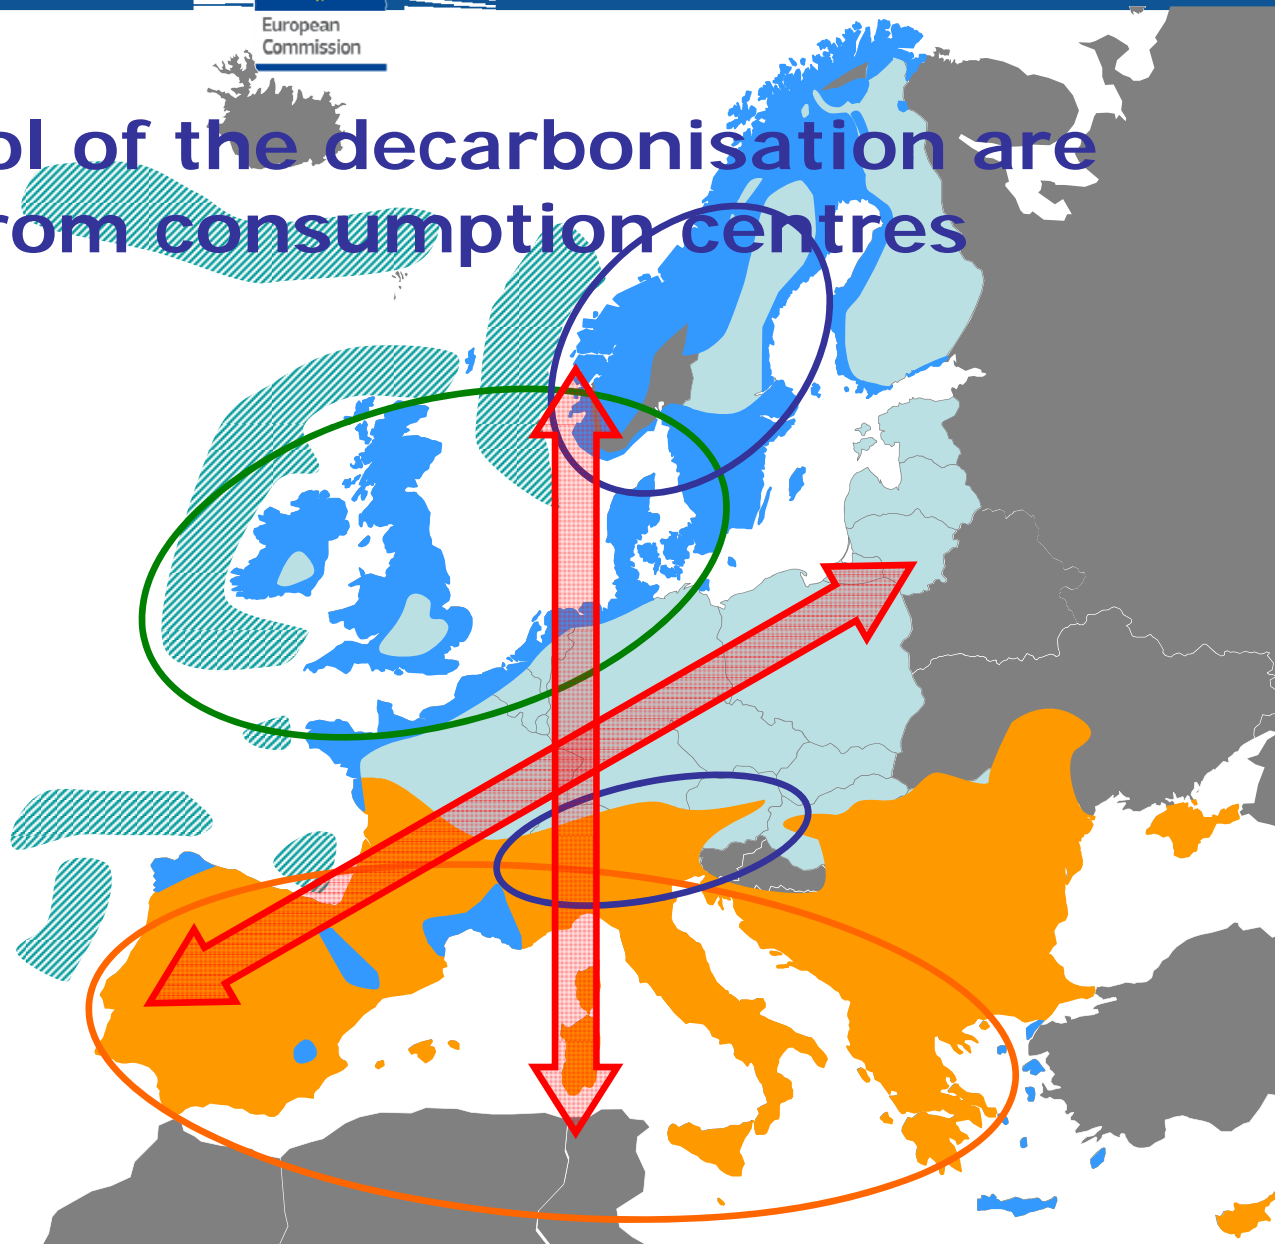 European
Commission
ol of the decarbonisation are
rom consumption centres